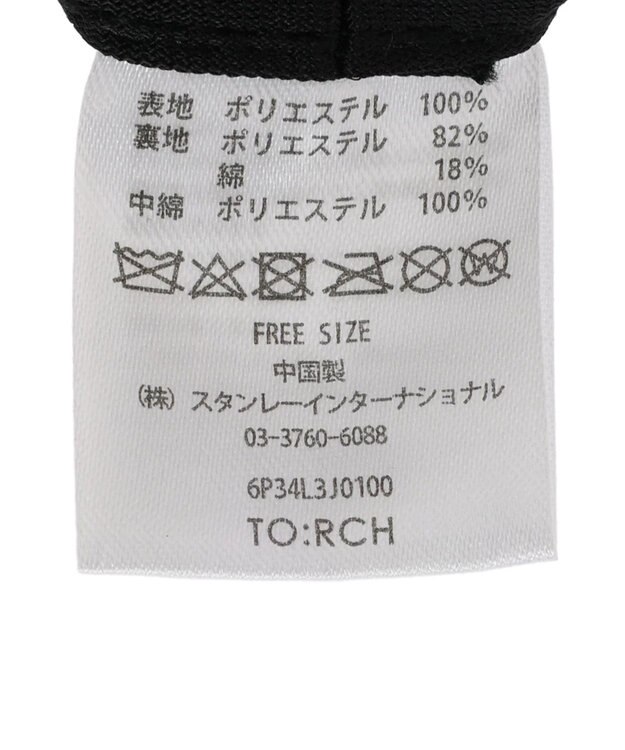 表地 ポリエステル 100%
裏地 ポリエステル 82%
綿 18%
中綿 ポリエステル 100%
FREE SIZE
中国製
(株) スタンレーインターナショナル
03-3760-6088
6P34L3J0100
TO:RCH